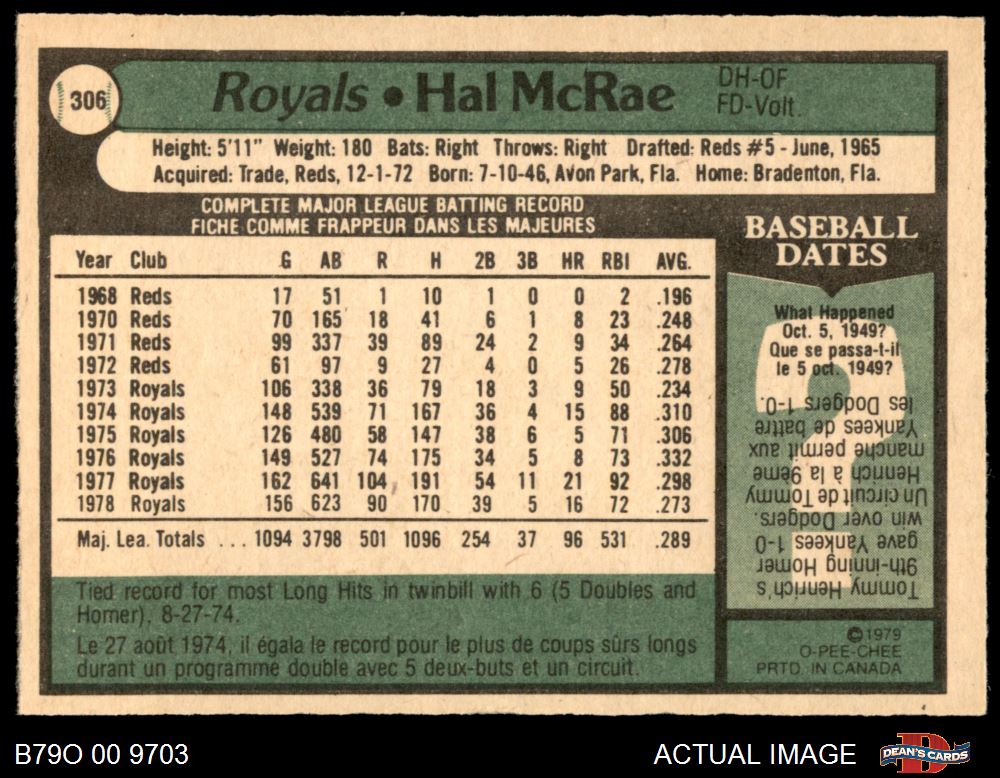 306
Royals • Hal McRae
DH-OF
FD-Volt.
Height: 5'11" Weight: 180 Bats: Right Throws: Right Drafted: Reds #5 - June, 1965
Acquired: Trade, Reds, 12-1-72 Born: 7-10-46, Avon Park, Fla. Home: Bradenton, Fla.
COMPLETE MAJOR LEAGUE BATTING RECORD
FICHE COMME FRAPPEUR DANS LES MAJEURES
Year Club G AB R H 2B 3B HR RBI AVG.
1968 Reds 17 51 1 10 1 0 0 2 .196
1970 Reds 70 165 18 41 6 1 8 23 .248
1971 Reds 99 337 39 89 24 2 9 34 .264
1972 Reds 61 97 9 27 4 0 5 26 .278
1973 Royals 106 338 36 79 18 3 9 50 .234
1974 Royals 148 539 71 167 36 4 15 88 .310
1975 Royals 126 480 58 147 38 6 5 71 .306
1976 Royals 149 527 74 175 34 5 8 73 .332
1977 Royals 162 641 104 191 54 11 21 92 .298
1978 Royals 156 623 90 170 39 5 16 72 .273
Maj. Lea. Totals ... 1094 3798 501 1096 254 37 96 531 .289
Tied record for most Long Hits in twinbill with 6 (5 Doubles and
Homer), 8-27-74.
Le 27 août 1974, il égala le record pour le plus de coups sûrs longs
durant un programme double avec 5 deux-buts et un circuit.
BASEBALL
DATES
What Happened
Oct. 5, 1949?
Que se passa-t-il
le 5 oct. 1949?
Tommy Henrich's
9th-inning Homer
gave Yankees 1-0
win over Dodgers.
Un circuit de Tommy
Henrich à la 9ème
manche permit aux
Yankees de battre
les Dodgers 1-0.
©1979
O-PEE-CHEE
PRTD. IN CANADA
B79O 00 9703
ACTUAL IMAGE
DEAN'S CARDS